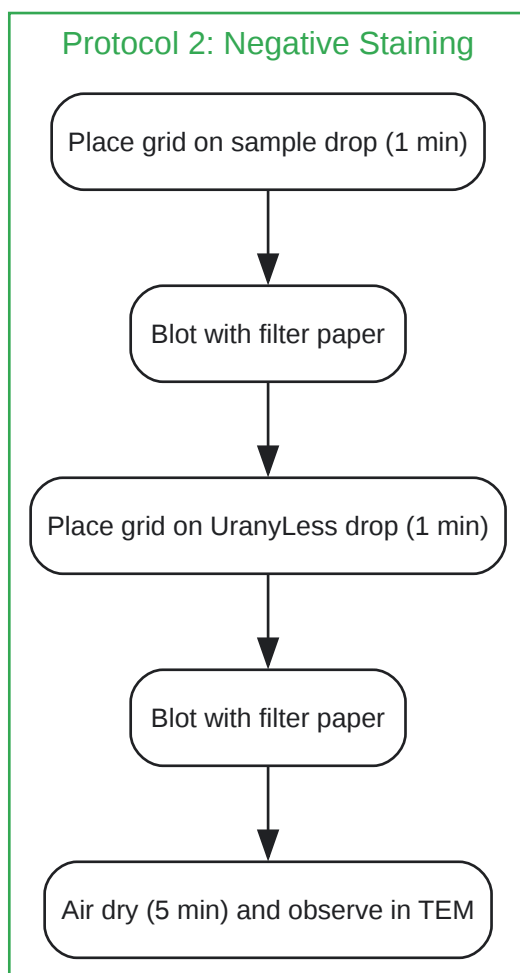 Protocol 2: Negative Staining
Place grid on sample drop (1 min)
Blot with filter paper
Place grid on UranyLess drop (1 min)
Blot with filter paper
Air dry (5 min) and observe in TEM